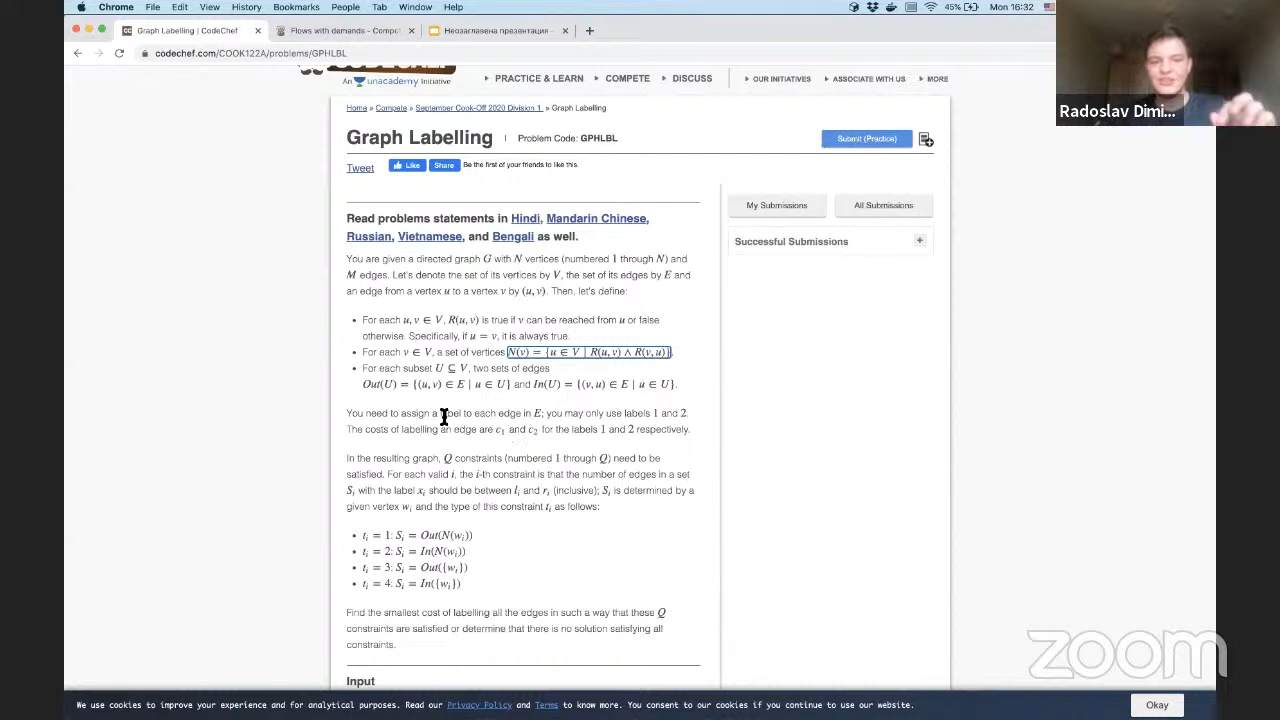 Chrome File Edit View History Bookmarks People Tab Window Help
45% Mon 16:32
Graph Labelling | CodeChef
Flows with demands - Compet
Неозаглавена презентация -
codechef.com/COOK122A/problems/GPHLBL
An unacademy Initiative
PRACTICE & LEARN COMPETE DISCUSS OUR INITIATIVES ASSOCIATE WITH US MORE
Radoslav Dimi...
Home » Compete » September Cook-Off 2020 Division 1 » Graph Labelling
Graph Labelling | Problem Code: GPHLBL
Submit (Practice)
Tweet Like Share Be the first of your friends to like this.
My Submissions All Submissions
Successful Submissions +
Read problems statements in Hindi, Mandarin Chinese,
Russian, Vietnamese, and Bengali as well.
You are given a directed graph G with N vertices (numbered 1 through N) and
M edges. Let's denote the set of its vertices by V, the set of its edges by E and
an edge from a vertex u to a vertex v by (u, v). Then, let's define:
• For each u, v ∈ V, R(u, v) is true if v can be reached from u or false
otherwise. Specifically, if u = v, it is always true.
• For each v ∈ V, a set of vertices N(v) = {u ∈ V | R(u, v) ∧ R(v, u)}.
• For each subset U ⊆ V, two sets of edges
Out(U) = {(u, v) ∈ E | u ∈ U} and In(U) = {(v, u) ∈ E | u ∈ U}.
You need to assign a label to each edge in E; you may only use labels 1 and 2.
The costs of labelling an edge are c₁ and c₂ for the labels 1 and 2 respectively.
In the resulting graph, Q constraints (numbered 1 through Q) need to be
satisfied. For each valid i, the i-th constraint is that the number of edges in a set
Sᵢ with the label xᵢ should be between lᵢ and rᵢ (inclusive); Sᵢ is determined by a
given vertex wᵢ and the type of this constraint tᵢ as follows:
• tᵢ = 1: Sᵢ = Out(N(wᵢ))
• tᵢ = 2: Sᵢ = In(N(wᵢ))
• tᵢ = 3: Sᵢ = Out({wᵢ})
• tᵢ = 4: Sᵢ = In({wᵢ})
Find the smallest cost of labelling all the edges in such a way that these Q
constraints are satisfied or determine that there is no solution satisfying all
constraints.
Input
zoom
We use cookies to improve your experience and for analytical purposes. Read our Privacy Policy and Terms to know more. You consent to our cookies if you continue to use our website.
Okay